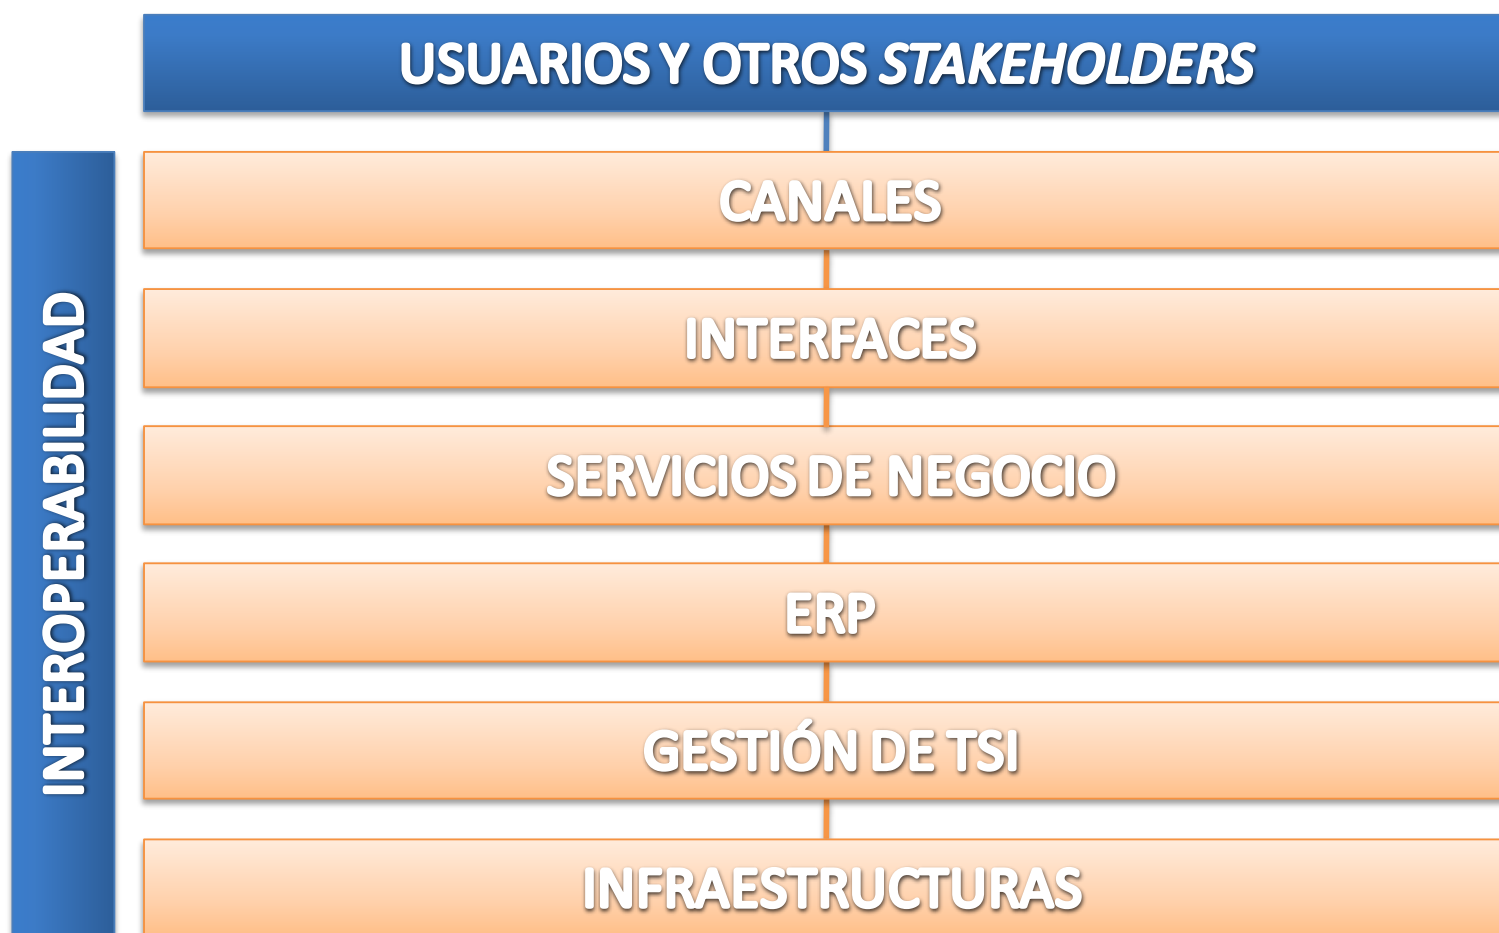 USUARIOS Y OTROS STAKEHOLDERS
INTEROPERABILIDAD
CANALES
INTERFACES
SERVICIOS DE NEGOCIO
ERP
GESTIÓN DE TSI
INFRAESTRUCTURAS